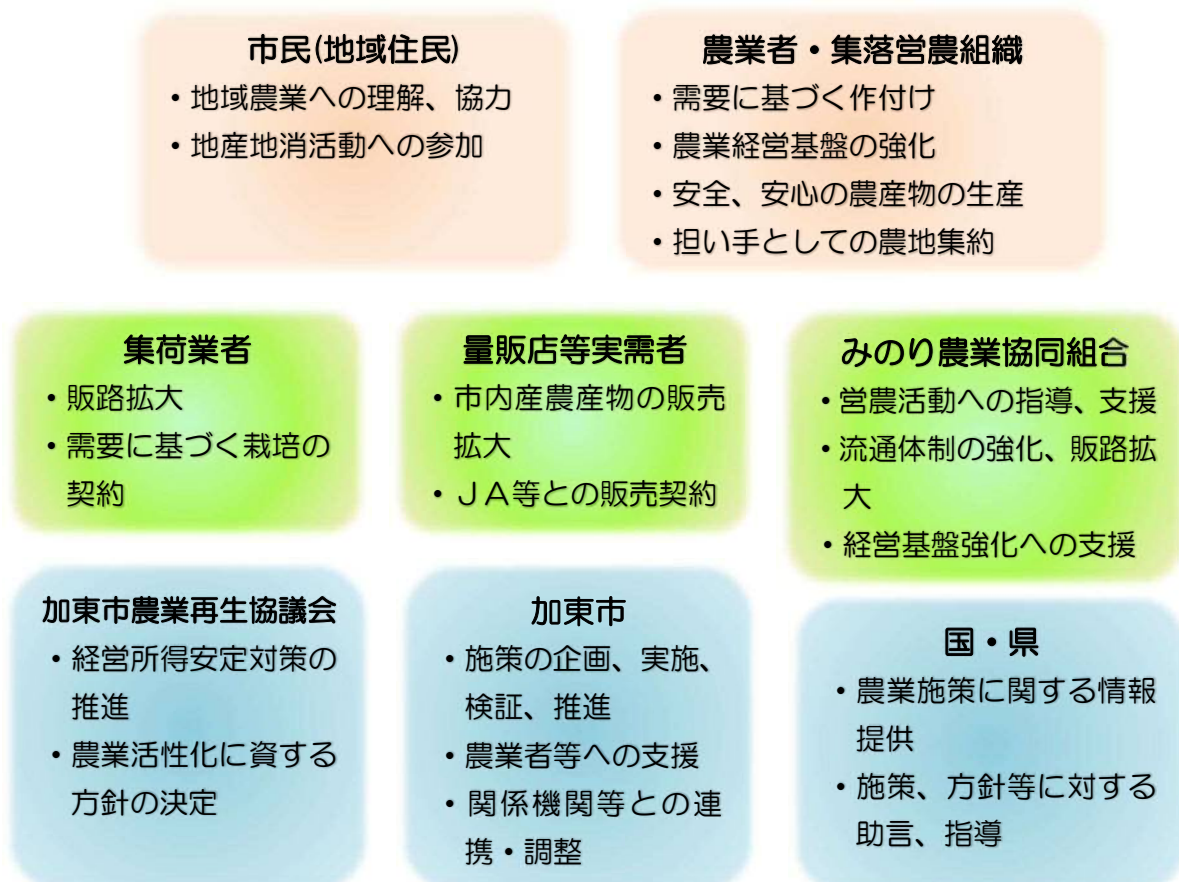 市民(地域住民)
・地域農業への理解、協力
・地産地消活動への参加
農業者・集落営農組織
・需要に基づく作付け
・農業経営基盤の強化
・安全、安心の農産物の生産
・担い手としての農地集約
集荷業者
・販路拡大
・需要に基づく栽培の
契約
量販店等実需者
・市内産農産物の販売
拡大
・ＪＡ等との販売契約
みのり農業協同組合
・営農活動への指導、支援
・流通体制の強化、販路拡
大
・経営基盤強化への支援
加東市農業再生協議会
・経営所得安定対策の
推進
・農業活性化に資する
方針の決定
加東市
・施策の企画、実施、
検証、推進
・農業者等への支援
・関係機関等との連
携・調整
国・県
・農業施策に関する情報
提供
・施策、方針等に対する
助言、指導